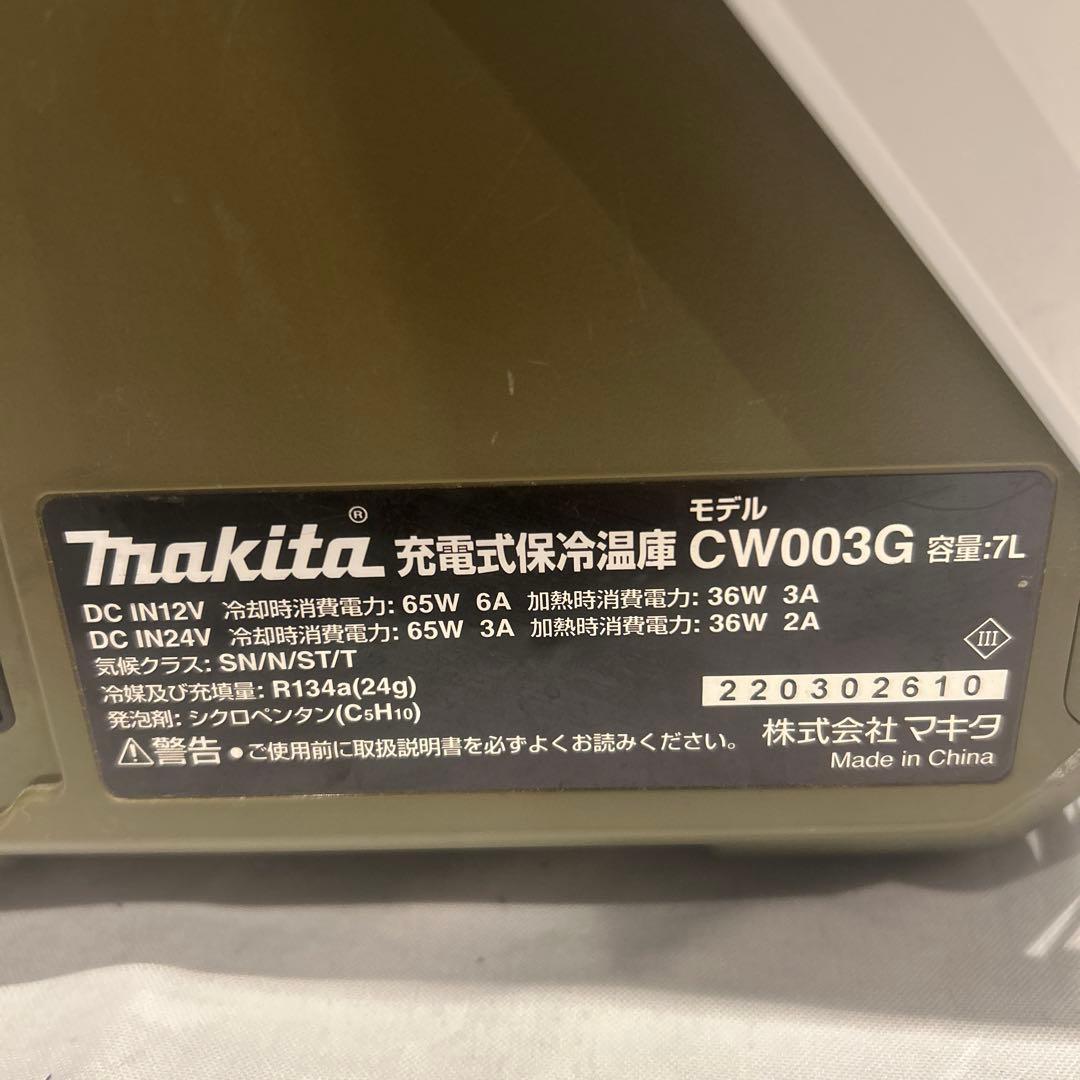 makita® 充電式保冷温庫 モデル CW003G 容量:7L
DC IN12V 冷却時消費電力: 65W 6A 加熱時消費電力: 36W 3A
DC IN24V 冷却時消費電力: 65W 3A 加熱時消費電力: 36W 2A
気候クラス: SN/N/ST/T
III
冷媒及び充填量: R134a(24g)
220302610
発泡剤: シクロペンタン(C5H10)
⚠警告 ●ご使用前に取扱説明書を必ずよくお読みください。
株式会社 マキタ
Made in China